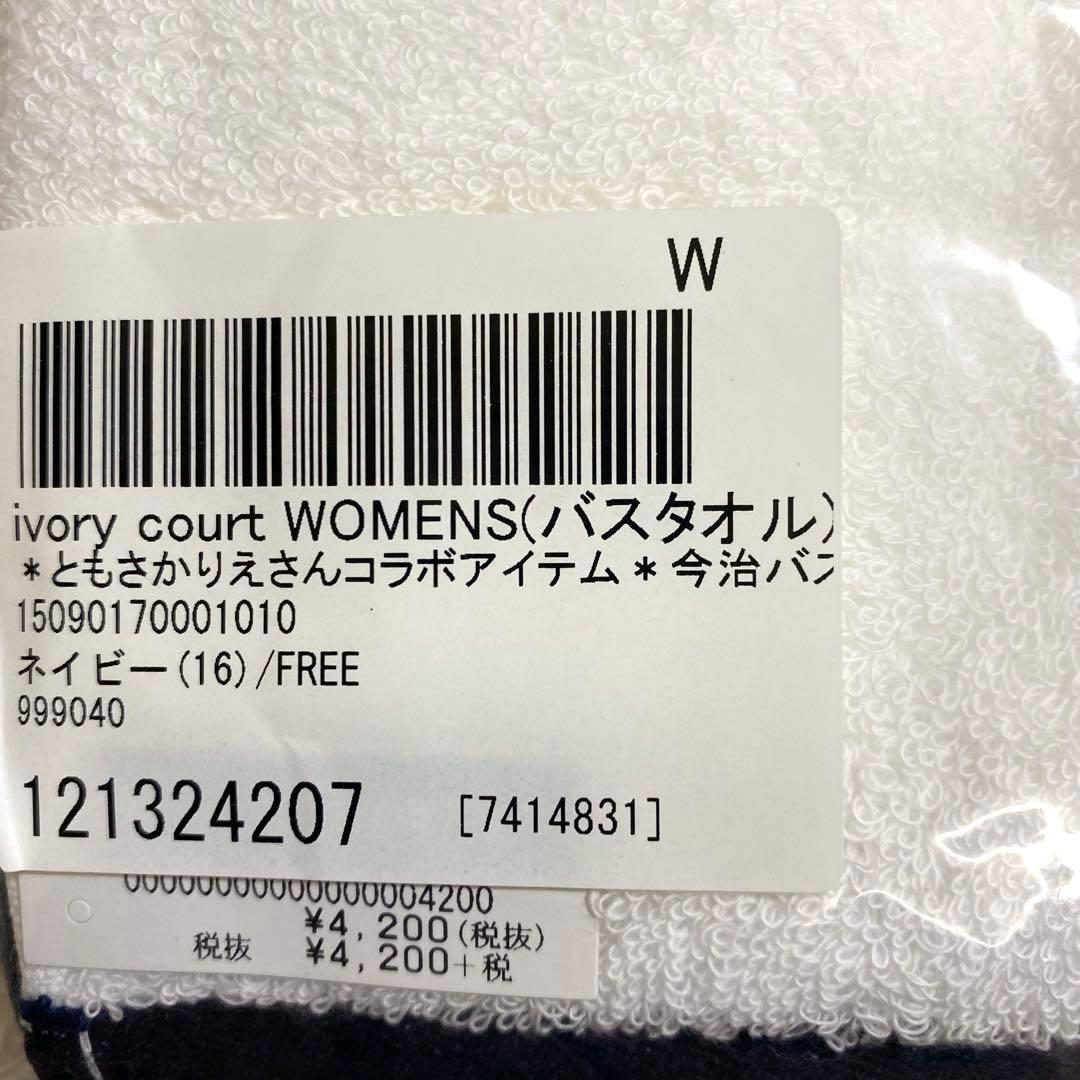 W
ivory court WOMENS(バスタオル)
*ともさかりえさんコラボアイテム*今治バス
15090170001010
ネイビー(16)/FREE
999040
121324207 [7414831]
¥4,200(税抜)
税抜 ¥4,200+税